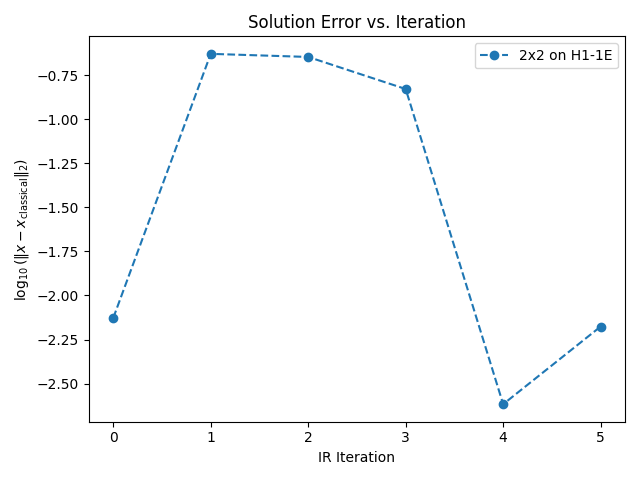 Solution Error vs. Iteration
2x2 on H1-1E
log₁₀(‖x − x_classical‖₂)
−0.75
−1.00
−1.25
−1.50
−1.75
−2.00
−2.25
−2.50
0 1 2 3 4 5
IR Iteration